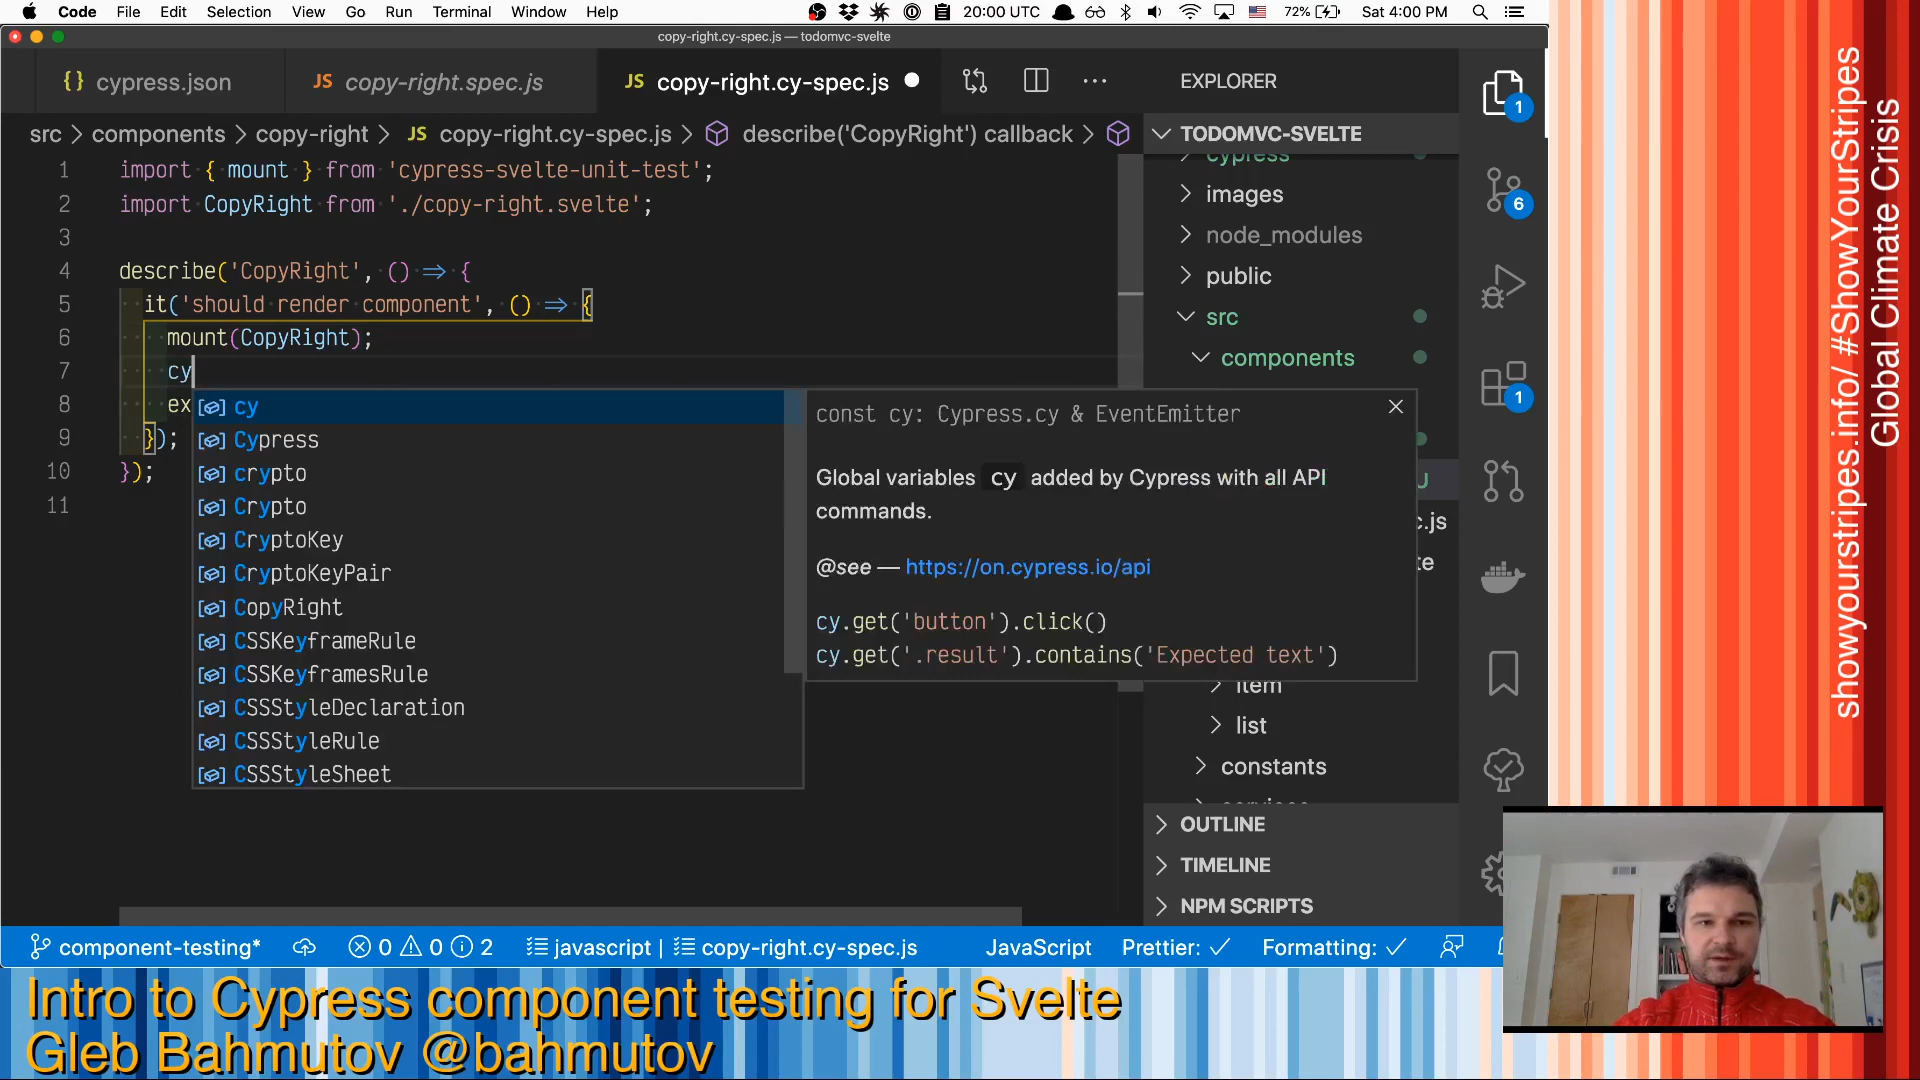 Code File Edit Selection View Go Run Terminal Window Help 20:00 UTC 72% Sat 4:00 PM
copy-right.cy-spec.js — todomvc-svelte
{} cypress.json JS copy-right.spec.js JS copy-right.cy-spec.js
src > components > copy-right > JS copy-right.cy-spec.js > describe('CopyRight') callback >
1 import { mount } from 'cypress-svelte-unit-test';
2 import CopyRight from './copy-right.svelte';
3
4 describe('CopyRight', () => {
5 it('should render component', () => {
6 mount(CopyRight);
7 cy
8 ex
9 });
10 });
11
cy
Cypress
crypto
Crypto
CryptoKey
CryptoKeyPair
CopyRight
CSSKeyframeRule
CSSKeyframesRule
CSSStyleDeclaration
CSSStyleRule
CSSStyleSheet
const cy: Cypress.cy & EventEmitter
Global variables cy added by Cypress with all API
commands.
@see — https://on.cypress.io/api
cy.get('button').click()
cy.get('.result').contains('Expected text')
EXPLORER
TODOMVC-SVELTE
cypress
images
node_modules
public
src
components
U
c.js
te
item
list
constants
OUTLINE
TIMELINE
NPM SCRIPTS
1
6
1
component-testing* 0 0 2 javascript | copy-right.cy-spec.js JavaScript Prettier: ✓ Formatting: ✓
Intro to Cypress component testing for Svelte
Gleb Bahmutov @bahmutov
showyourstripes.info/ #ShowYourStripes
Global Climate Crisis